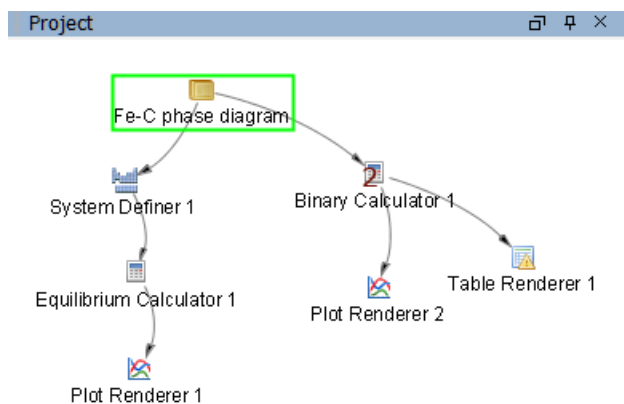 Project
Fe-C phase diagram
System Definer 1
2
Binary Calculator 1
Equilibrium Calculator 1
Table Renderer 1
Plot Renderer 2
Plot Renderer 1